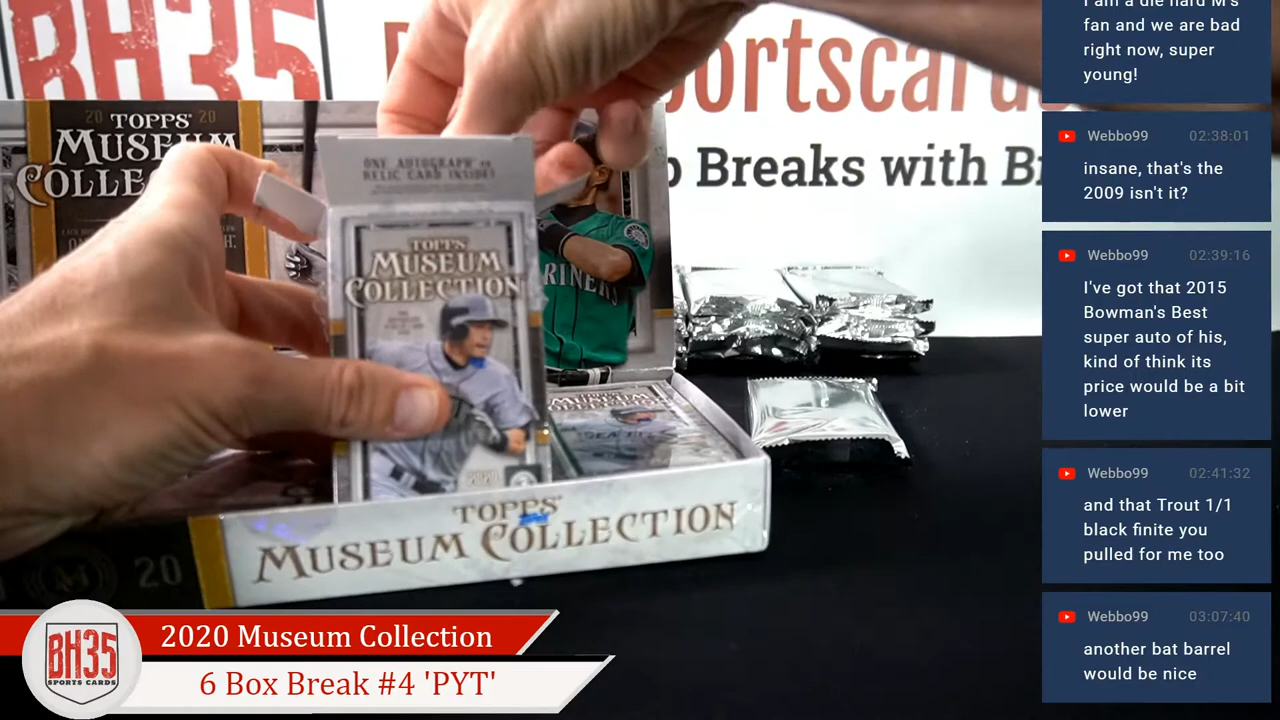 BH35
ortscard
p Breaks with B
20 20
TOPPS®
MUSEUM
COLLE
ONE AUTOGRAPH OR
RELIC CARD INSIDE!
TOPPS
MUSEUM
COLLECTION
2020
RINERS
TOPPS®
MUSEUM COLLECTION
20
BH35
SPORTS CARDS
2020 Museum Collection
6 Box Break #4 'PYT'
I am a die hard M's
fan and we are bad
right now, super
young!
Webbo99 02:38:01
insane, that's the
2009 isn't it?
Webbo99 02:39:16
I've got that 2015
Bowman's Best
super auto of his,
kind of think its
price would be a bit
lower
Webbo99 02:41:32
and that Trout 1/1
black finite you
pulled for me too
Webbo99 03:07:40
another bat barrel
would be nice